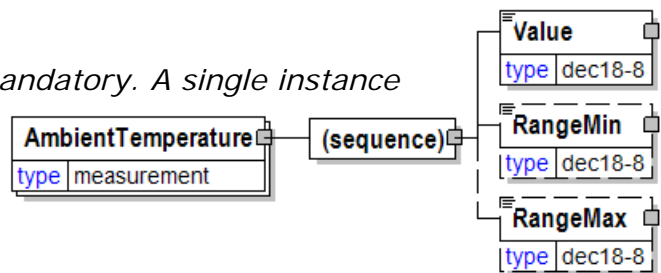 andatory. A single instance
AmbientTemperature
type measurement
(sequence)
Value
type dec18-8
RangeMin
type dec18-8
RangeMax
type dec18-8